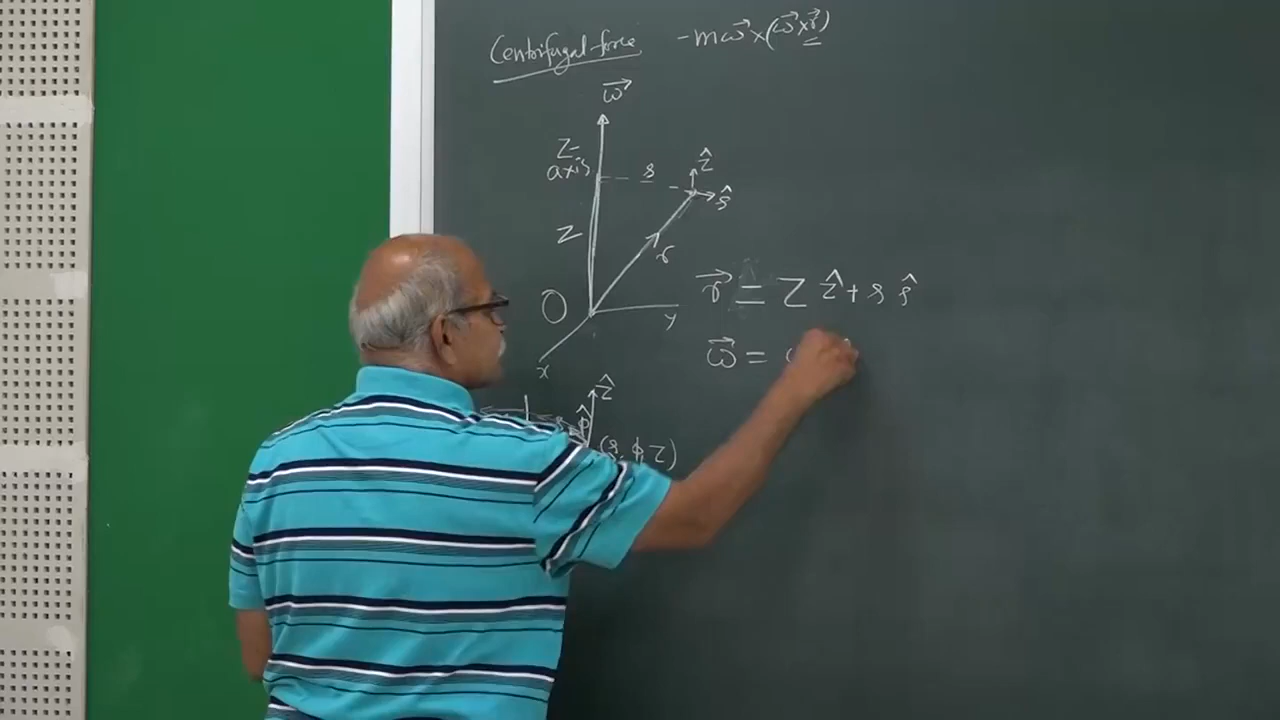 Centrifugal force -mω⃗×(ω⃗×r⃗)
ω⃗
Z-
axis
s
ẑ
ŝ
Z
r
r⃗ = Z ẑ + s ŝ
O
y
ω⃗ =
x
ẑ
ϕ̂
(s, ϕ, Z)